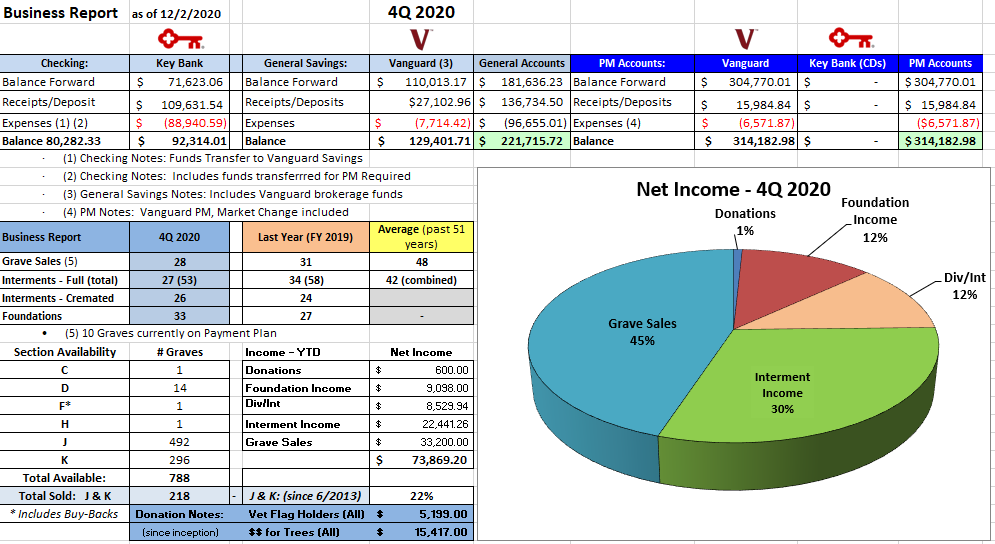 Business Report as of 12/2/2020 4Q 2020
Checking: Key Bank General Savings: Vanguard (3) General Accounts PM Accounts: Vanguard Key Bank (CDs) PM Accounts
Balance Forward $ 71,623.06 Balance Forward $ 110,013.17 $ 181,636.23 Balance Forward $ 304,770.01 $ - $ 304,770.01
Receipts/Deposit $ 109,631.54 Receipts/Deposits $27,102.96 $ 136,734.50 Receipts/Deposits $ 15,984.84 $ - $ 15,984.84
Expenses (1) (2) $ (88,940.59) Expenses $ (7,714.42) $ (96,655.01) Expenses (4) $ (6,571.87) ($6,571.87)
Balance 80,282.33 $ 92,314.01 Balance $ 129,401.71 $ 221,715.72 Balance $ 314,182.98 $ - $ 314,182.98
· (1) Checking Notes: Funds Transfer to Vanguard Savings
· (2) Checking Notes: Includes funds transferrred for PM Required
· (3) General Savings Notes: Includes Vanguard brokerage funds
· (4) PM Notes: Vanguard PM, Market Change included
Business Report 4Q 2020 Last Year (FY 2019) Average (past 51
years)
Grave Sales (5) 28 31 48
Interments - Full (total) 27 (53) 34 (58) 42 (combined)
Interments - Cremated 26 24
Foundations 33 27 -
• (5) 10 Graves currently on Payment Plan
Section Availability # Graves Income - YTD Net Income
C 1 Donations $ 600.00
D 14 Foundation Income $ 9,098.00
F* 1 Div/Int $ 8,529.94
H 1 Interment Income $ 22,441.26
J 492 Grave Sales $ 33,200.00
K 296 $ 73,869.20
Total Available: 788
Total Sold: J & K 218 - J & K: (since 6/2013) 22%
* Includes Buy-Backs Donation Notes: Vet Flag Holders (All) $ 5,199.00
(since inception) $$ for Trees (All) $ 15,417.00
Net Income - 4Q 2020
Donations
1%
Foundation
Income
12%
Div/Int
12%
Interment
Income
30%
Grave Sales
45%